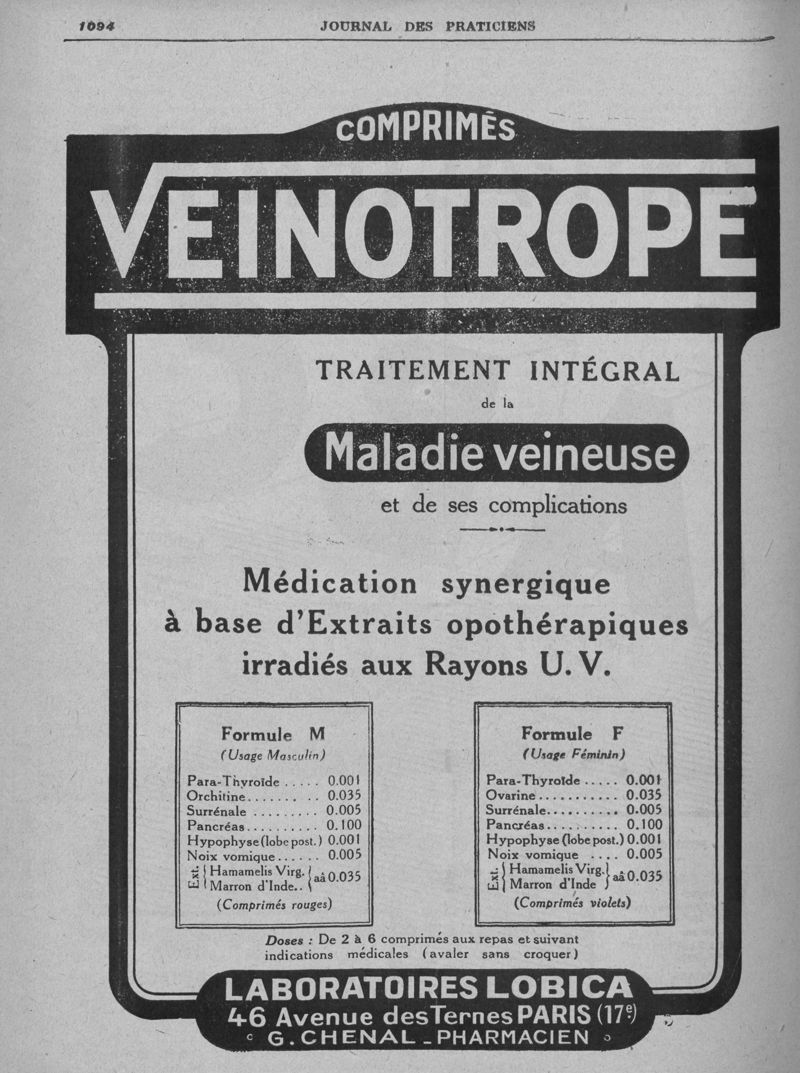 1094
JOURNAL DES PRATICIENS
COMPRIMÉS
VEINOTROPE
TRAITEMENT INTÉGRAL
de la
Maladie veineuse
et de ses complications
Médication synergique
à base d'Extraits opothérapiques
irradiés aux Rayons U. V.
Formule M
(Usage Masculin)
Para-Thyroïde ..... 0.001
Orchitine........ 0.035
Surrénale ......... 0.005
Pancréas.......... 0.100
Hypophyse (lobe post.) 0.001
Noix vomique...... 0.005
Ext. { Hamamelis Virg. } aâ 0.035
Marron d'Inde..
(Comprimés rouges)
Formule F
(Usage Féminin)
Para-Thyroïde ..... 0.001
Ovarine........... 0.035
Surrénale.......... 0.005
Pancréas.......... 0.100
Hypophyse (lobe post.) 0.001
Noix vomique .... 0.005
Ext. { Hamamelis Virg. } aâ 0.035
Marron d'Inde
(Comprimés violets)
Doses : De 2 à 6 comprimés aux repas et suivant
indications médicales (avaler sans croquer)
LABORATOIRES LOBICA
46 Avenue des Ternes PARIS (17e)
G. CHENAL _ PHARMACIEN